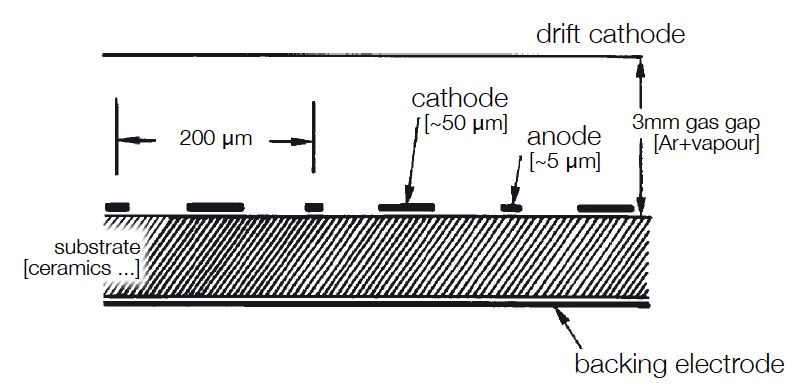 drift cathode
cathode
[~50 µm]
3mm gas gap
[Ar+vapour]
200 µm
anode
[~5 µm]
substrate
[ceramics ...]
backing electrode